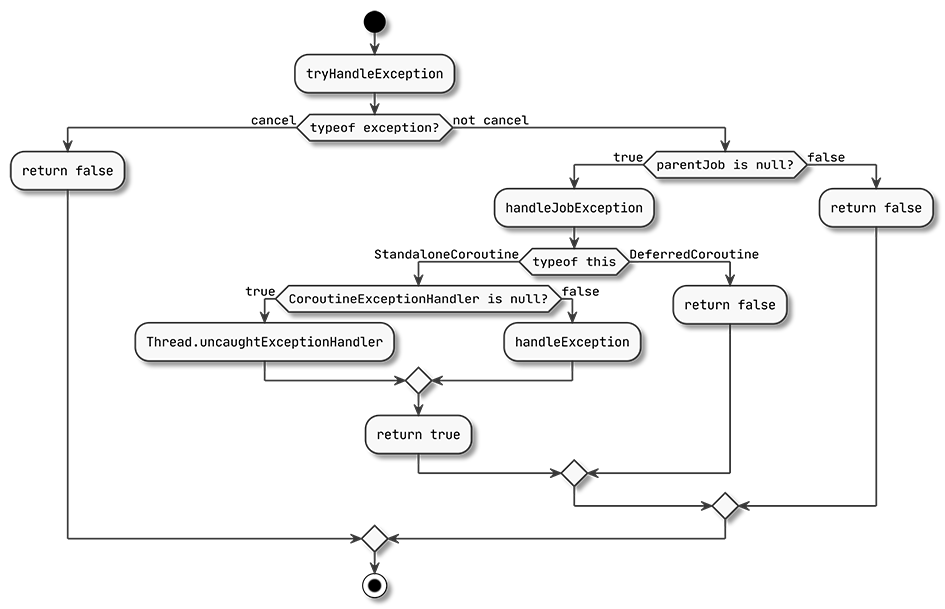 tryHandleException
cancel
typeof exception?
not cancel
return false
true
parentJob is null?
false
handleJobException
return false
StandaloneCoroutine
typeof this
DeferredCoroutine
true
CoroutineExceptionHandler is null?
false
return false
Thread.uncaughtExceptionHandler
handleException
return true